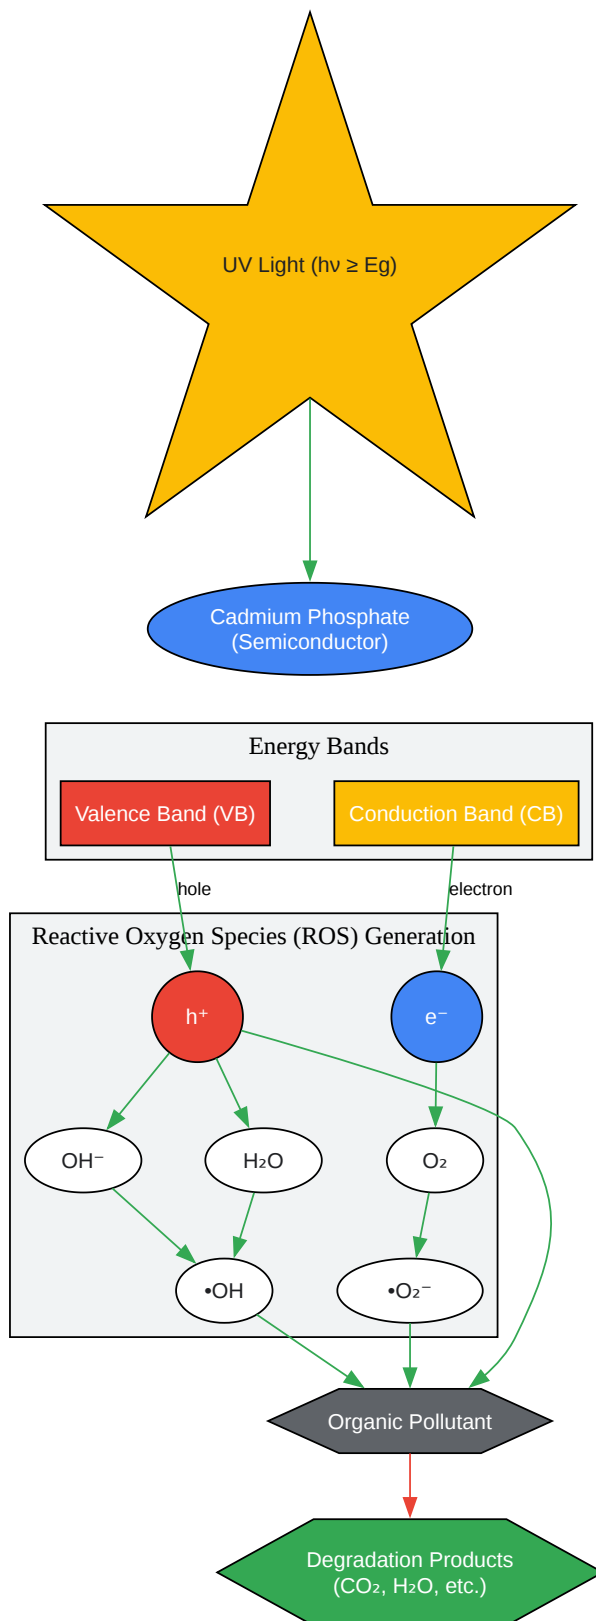 UV Light (hν ≥ Eg)
Cadmium Phosphate
(Semiconductor)
Energy Bands
Valence Band (VB)
Conduction Band (CB)
hole
electron
Reactive Oxygen Species (ROS) Generation
h⁺
e⁻
OH⁻
H₂O
O₂
•OH
•O₂⁻
Organic Pollutant
Degradation Products
(CO₂, H₂O, etc.)